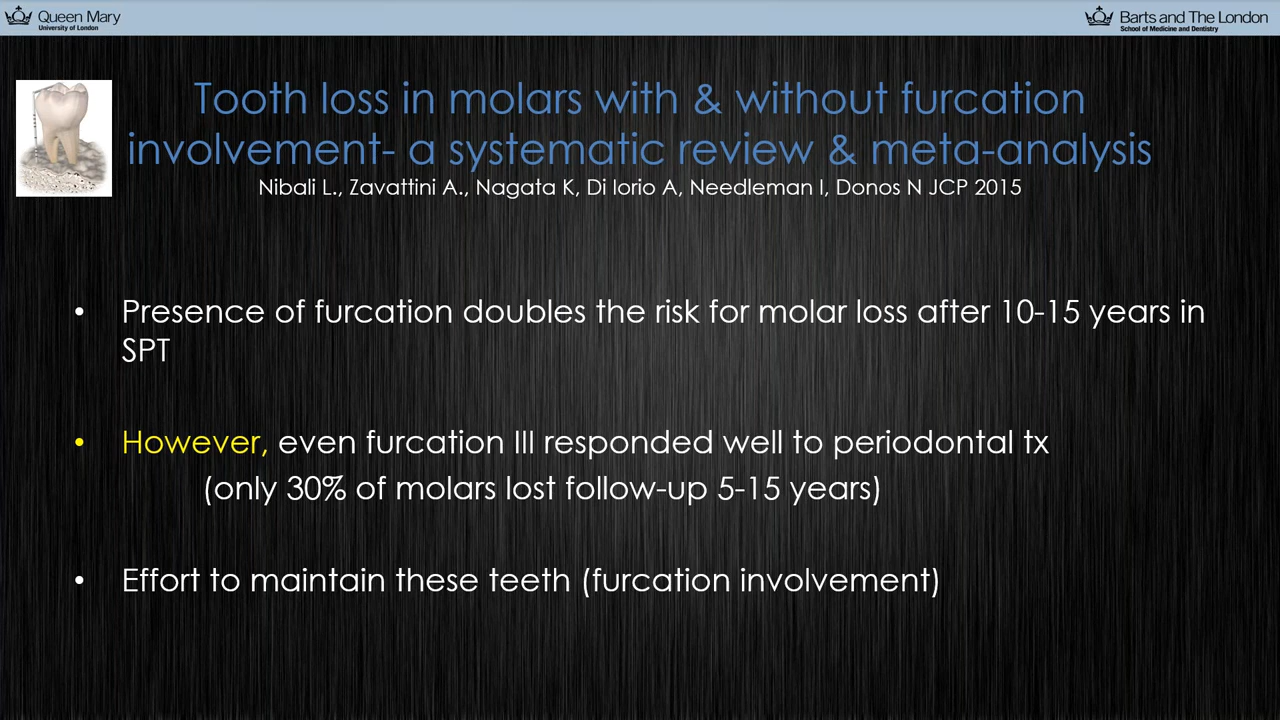 Queen Mary
University of London
Barts and The London
School of Medicine and Dentistry
Tooth loss in molars with & without furcation
involvement- a systematic review & meta-analysis
Nibali L., Zavattini A., Nagata K, Di Iorio A, Needleman I, Donos N JCP 2015
• Presence of furcation doubles the risk for molar loss after 10-15 years in
SPT
• However, even furcation III responded well to periodontal tx
(only 30% of molars lost follow-up 5-15 years)
• Effort to maintain these teeth (furcation involvement)